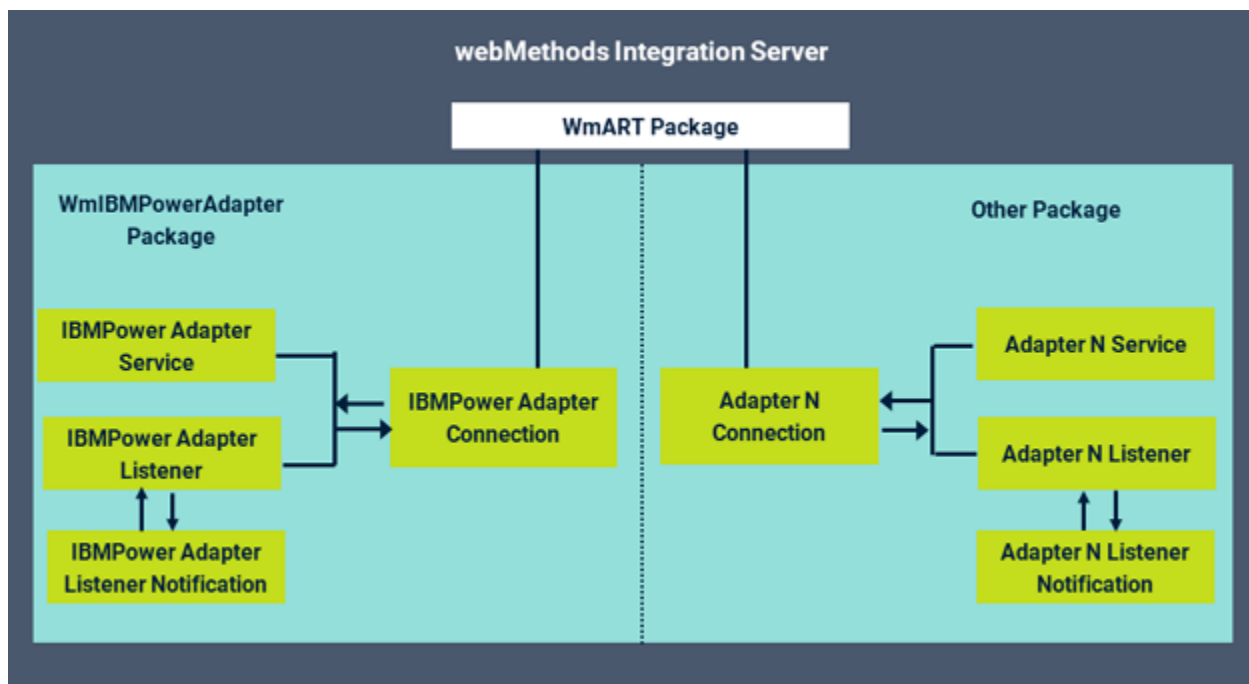 webMethods Integration Server
WmART Package
WmIBMPowerAdapter
Package
IBMPower Adapter
Service
IBMPower Adapter
Listener
IBMPower Adapter
Listener Notification
IBMPower Adapter
Connection
Other Package
Adapter N
Connection
Adapter N Service
Adapter N Listener
Adapter N Listener
Notification